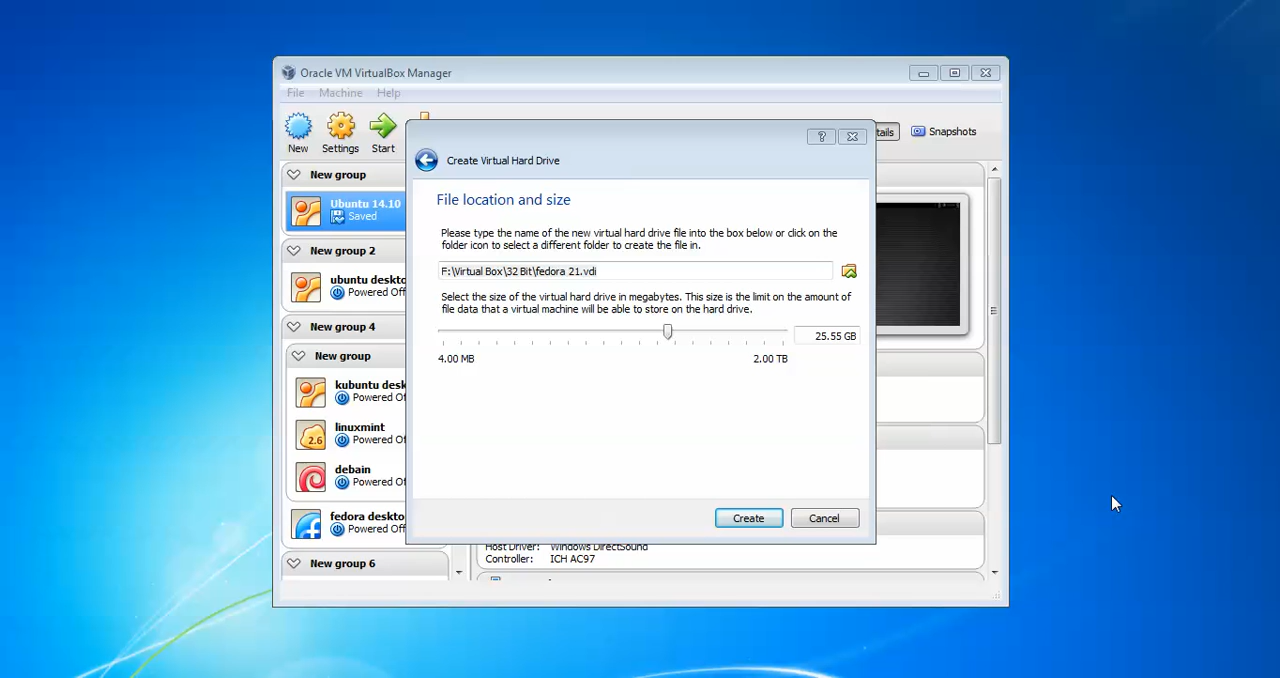 Oracle VM VirtualBox Manager
File Machine Help
New Settings Start
tails Snapshots
New group
Ubuntu 14.10
Saved
New group 2
ubuntu deskto
Powered Off
New group 4
New group
kubuntu desk
Powered Of
linuxmint
2.6
Powered Of
debain
Powered Of
fedora deskto
Powered Off
New group 6
Create Virtual Hard Drive
File location and size
Please type the name of the new virtual hard drive file into the box below or click on the
folder icon to select a different folder to create the file in.
F:\Virtual Box\32 Bit\fedora 21.vdi
Select the size of the virtual hard drive in megabytes. This size is the limit on the amount of
file data that a virtual machine will be able to store on the hard drive.
25.55 GB
4.00 MB 2.00 TB
Create Cancel
Host Driver: Windows DirectSound
Controller: ICH AC97